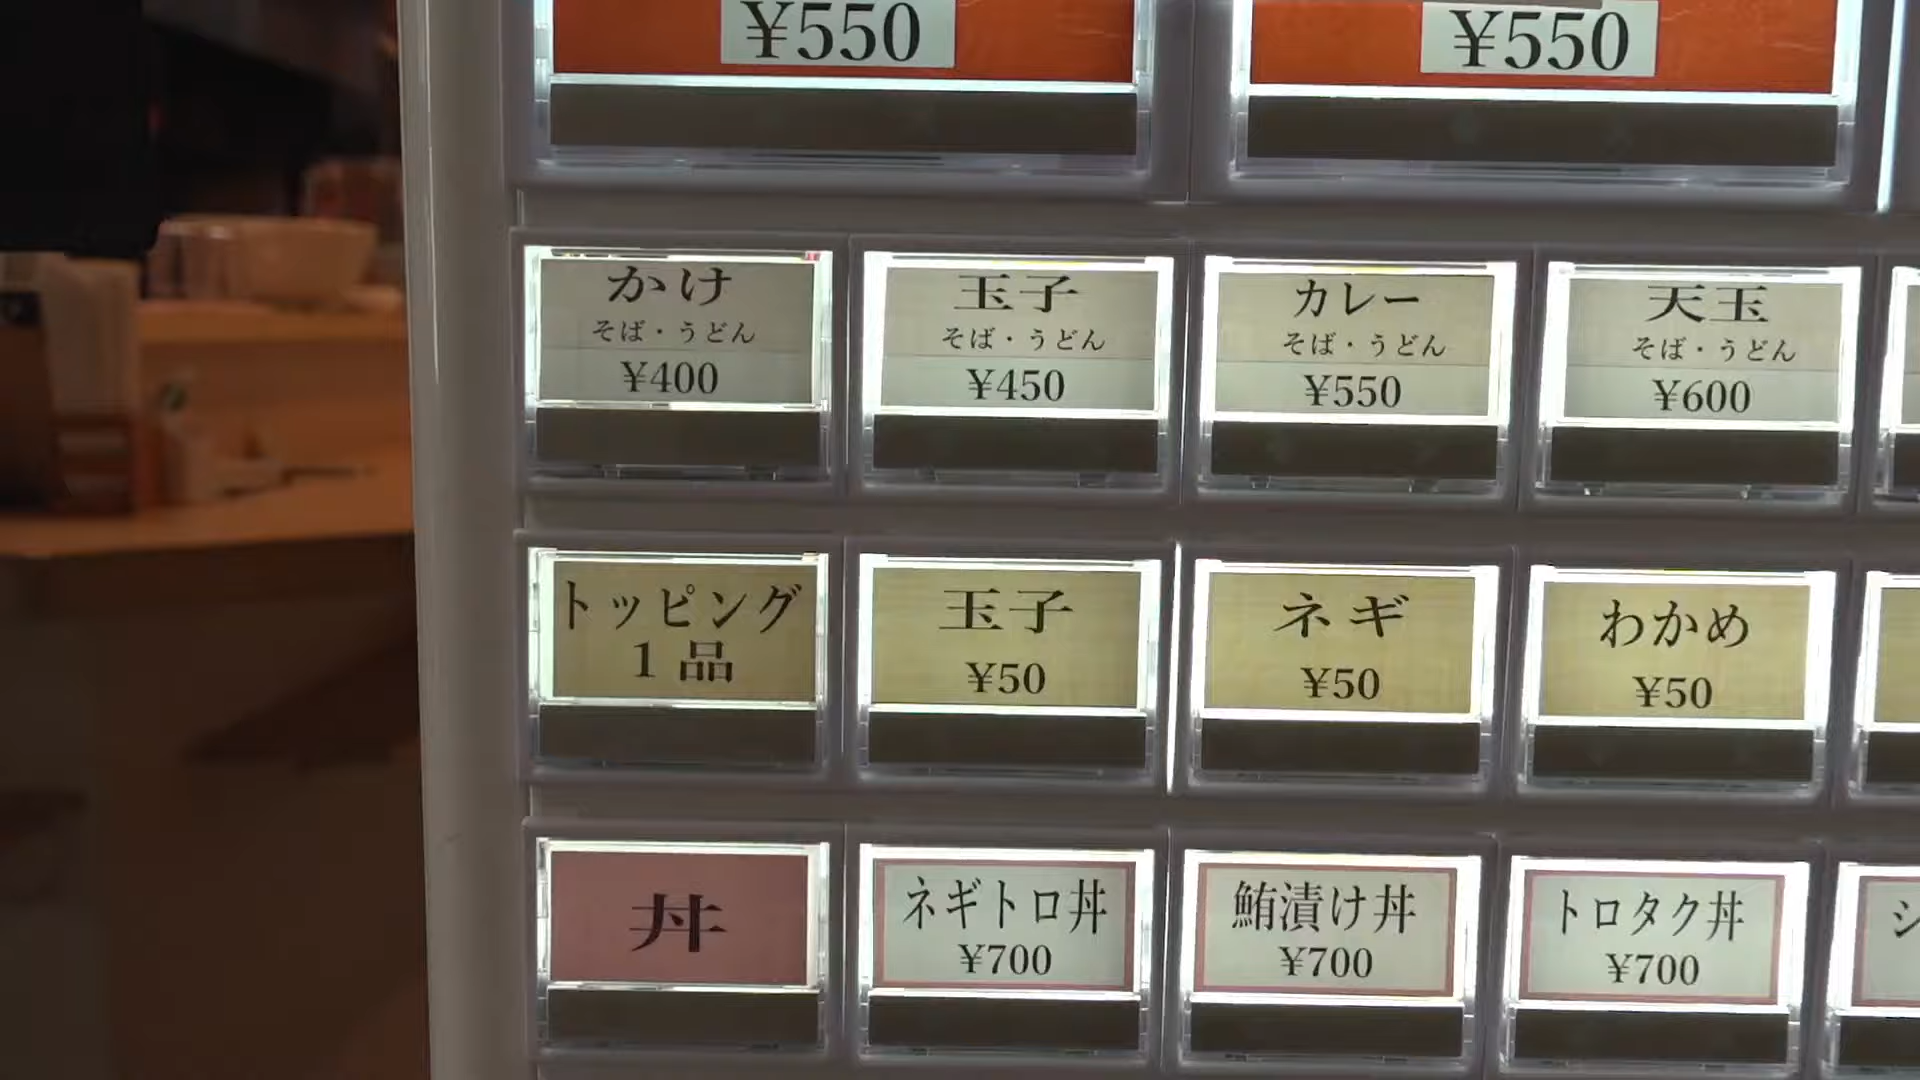 ¥550
¥550
かけ
そば・うどん
¥400
玉子
そば・うどん
¥450
カレー
そば・うどん
¥550
天玉
そば・うどん
¥600
トッピング
1品
玉子
¥50
ネギ
¥50
わかめ
¥50
丼
ネギトロ丼
¥700
鮪漬け丼
¥700
トロタク丼
¥700
シ